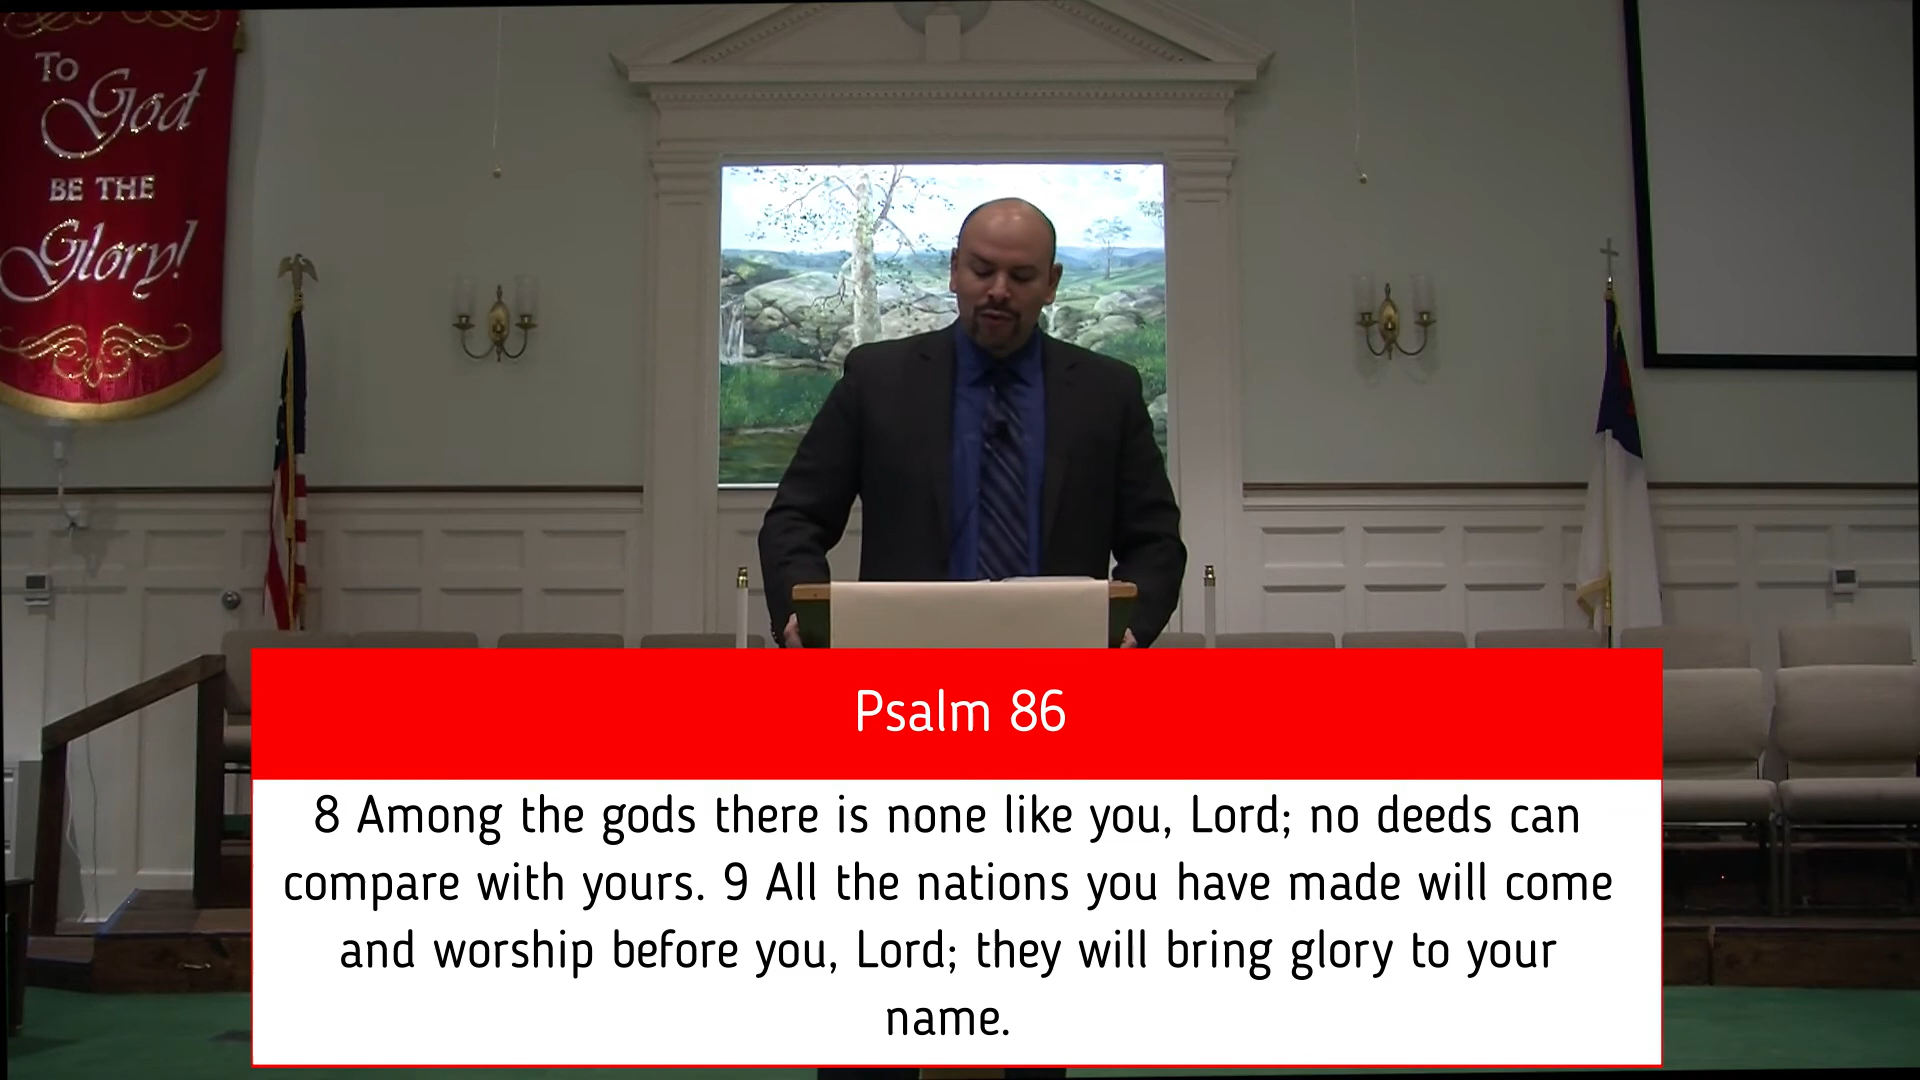 To
God
BE THE
Glory!
Psalm 86
8 Among the gods there is none like you, Lord; no deeds can
compare with yours. 9 All the nations you have made will come
and worship before you, Lord; they will bring glory to your
name.